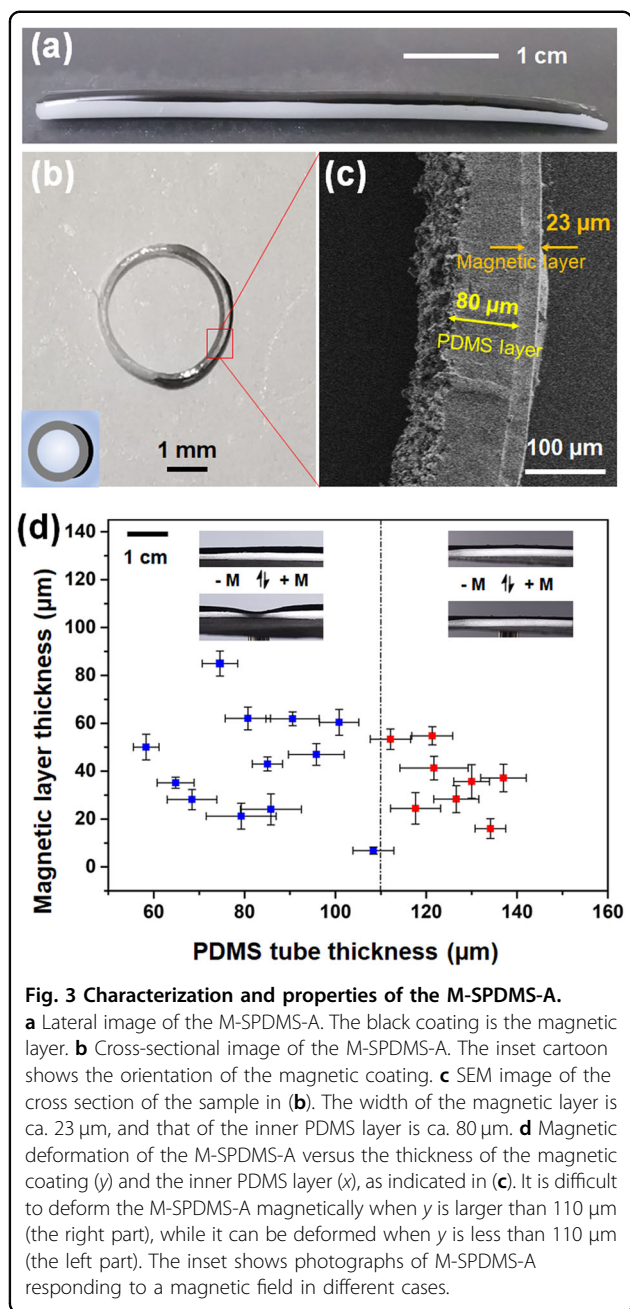 (a)
1 cm
(b)
1 mm
(c)
23 µm
Magnetic layer
80 µm
PDMS layer
100 µm
(d)
1 cm
- M + M
- M + M
Magnetic layer thickness (µm)
140
120
100
80
60
40
20
0
60 80 100 120 140 160
PDMS tube thickness (µm)
Fig. 3 Characterization and properties of the M-SPDMS-A.
a Lateral image of the M-SPDMS-A. The black coating is the magnetic
layer. b Cross-sectional image of the M-SPDMS-A. The inset cartoon
shows the orientation of the magnetic coating. c SEM image of the
cross section of the sample in (b). The width of the magnetic layer is
ca. 23 µm, and that of the inner PDMS layer is ca. 80 µm. d Magnetic
deformation of the M-SPDMS-A versus the thickness of the magnetic
coating (y) and the inner PDMS layer (x), as indicated in (c). It is difficult
to deform the M-SPDMS-A magnetically when y is larger than 110 µm
(the right part), while it can be deformed when y is less than 110 µm
(the left part). The inset shows photographs of M-SPDMS-A
responding to a magnetic field in different cases.